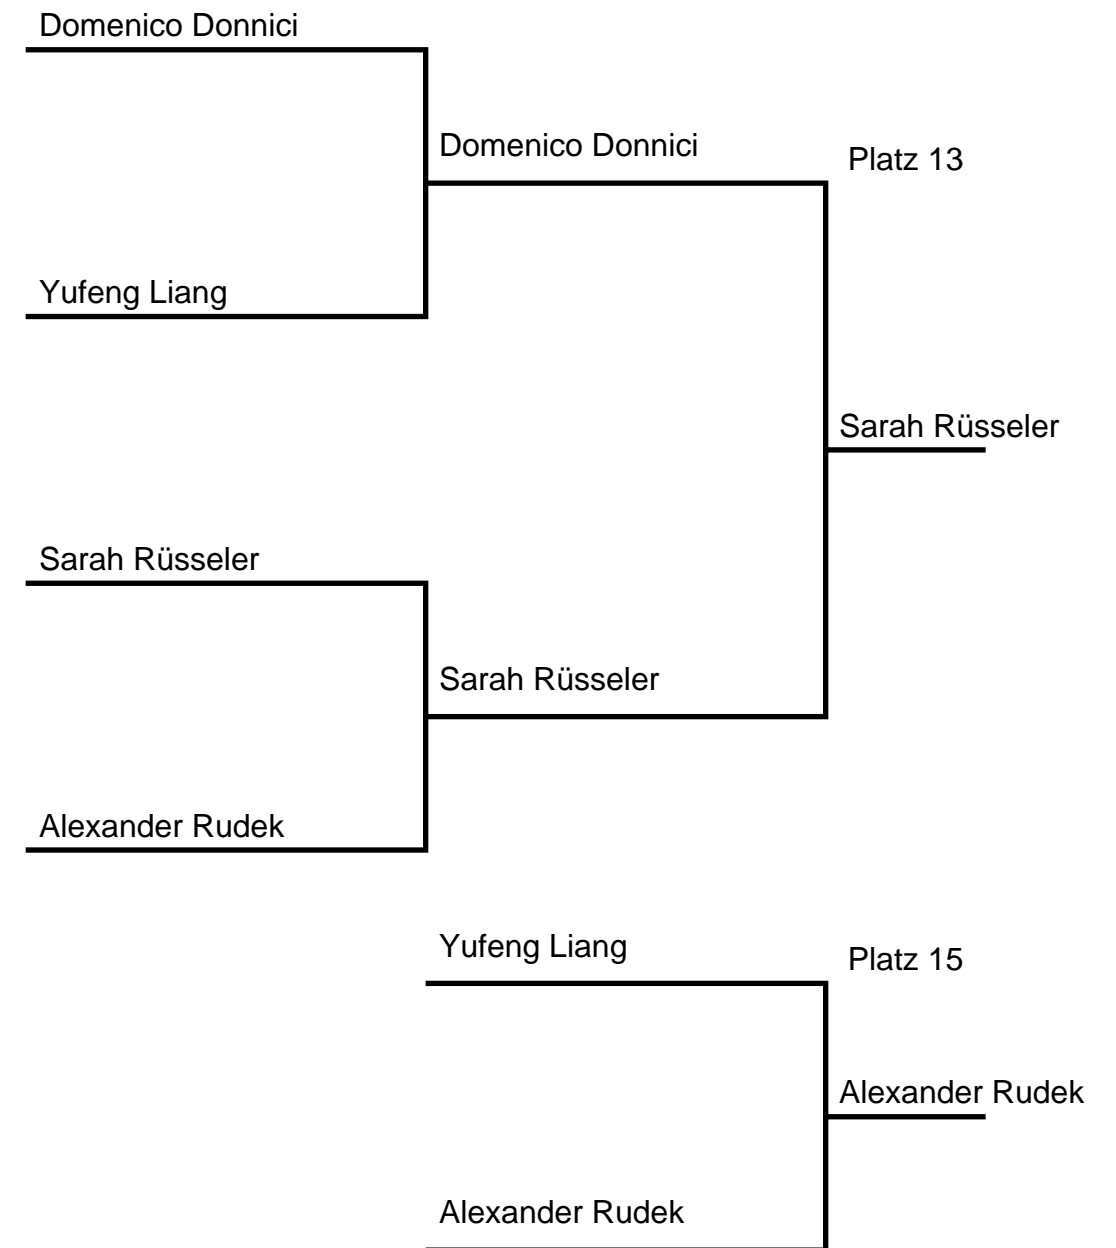 Domenico Donnici
Domenico Donnici
Platz 13
Yufeng Liang
Sarah Rüsseler
Sarah Rüsseler
Sarah Rüsseler
Alexander Rudek
Yufeng Liang
Platz 15
Alexander Rudek
Alexander Rudek